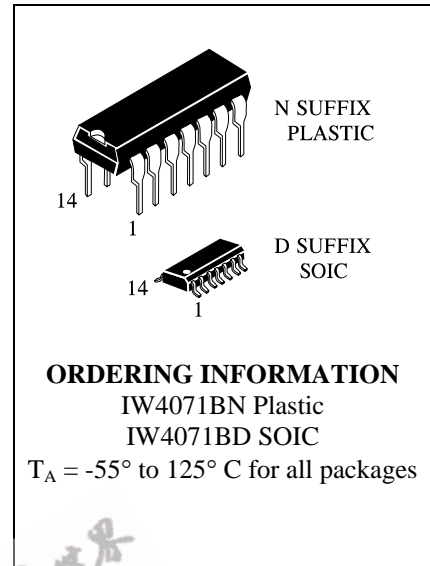 N SUFFIX
PLASTIC
14
1
D SUFFIX
SOIC
14
1
ORDERING INFORMATION
IW4071BN Plastic
IW4071BD SOIC
TA = -55° to 125° C for all packages